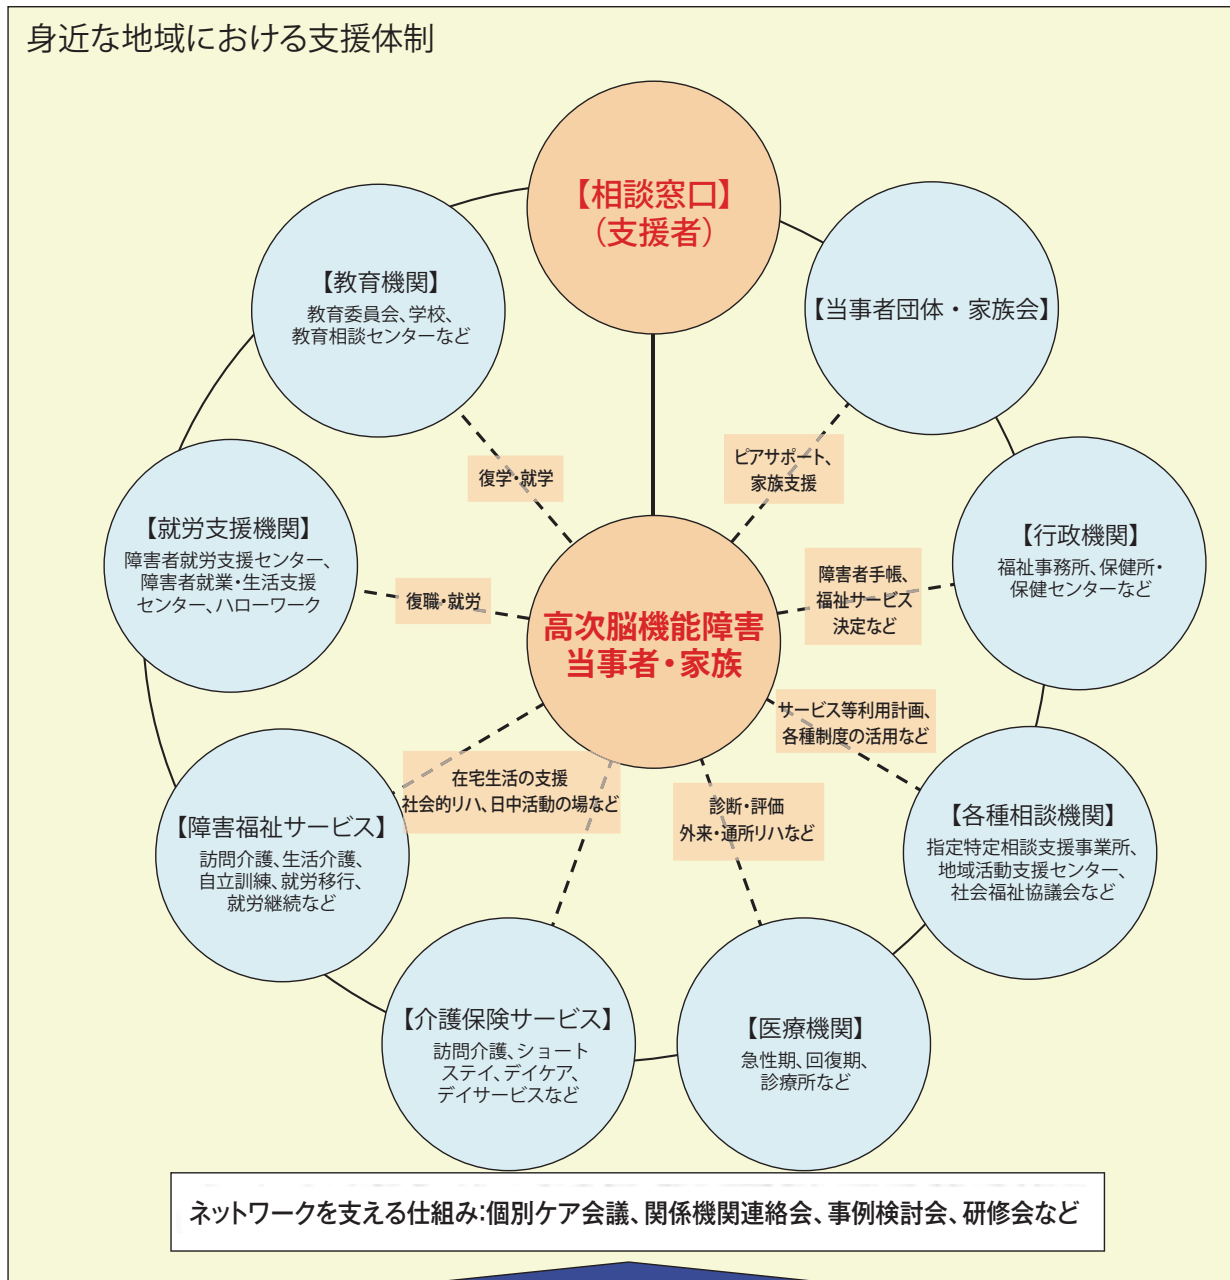 身近な地域における支援体制
【相談窓口】
（支援者）
【教育機関】
教育委員会、学校、
教育相談センターなど
【当事者団体・家族会】
復学・就学
ピアサポート、
家族支援
【就労支援機関】
障害者就労支援センター、
障害者就業・生活支援
センター、ハローワーク
復職・就労
高次脳機能障害
当事者・家族
障害者手帳、
福祉サービス
決定など
【行政機関】
福祉事務所、保健所・
保健センターなど
サービス等利用計画、
各種制度の活用など
在宅生活の支援
社会的リハ、日中活動の場など
診断・評価
外来・通所リハなど
【障害福祉サービス】
訪問介護、生活介護、
自立訓練、就労移行、
就労継続など
【各種相談機関】
指定特定相談支援事業所、
地域活動支援センター、
社会福祉協議会など
【介護保険サービス】
訪問介護、ショート
ステイ、デイケア、
デイサービスなど
【医療機関】
急性期、回復期、
診療所など
ネットワークを支える仕組み:個別ケア会議、関係機関連絡会、事例検討会、研修会など